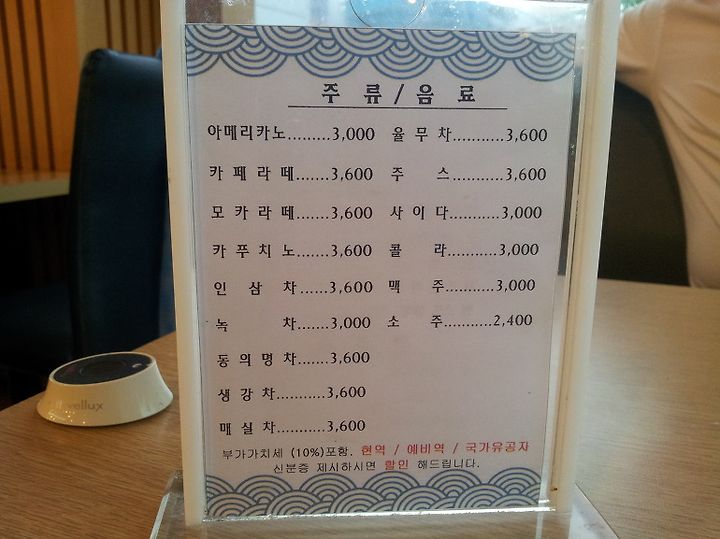 주 류 / 음 료
아메리카노.........3,000 율 무 차...........3,600
카 페 라 떼.......3,600 주 스...........3,600
모 카 라 떼.......3,600 사 이 다...........3,000
카 푸 치 노.......3,600 콜 라...........3,000
인 삼 차......3,600 맥 주...........3,000
녹 차.......3,000 소 주...........2,400
동 의 명 차...3,600
생 강 차...........3,600
매 실 차...........3,600
부가가치세 (10%)포함. 현역 / 예비역 / 국가유공자
신분증 제시하시면 할인 해드립니다.